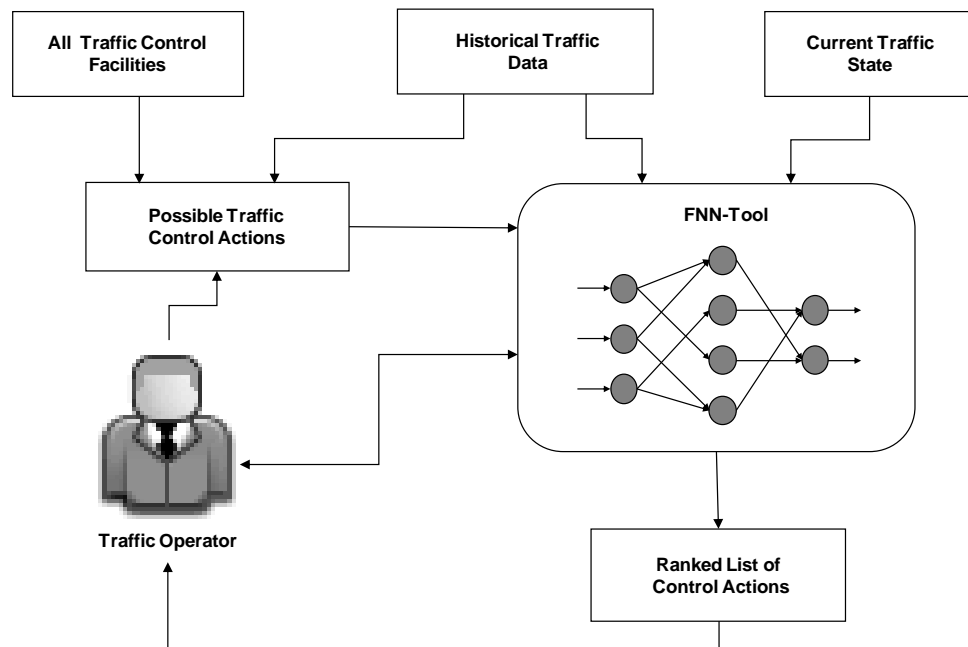 All Traffic Control
Facilities
Historical Traffic
Data
Current Traffic
State
Possible Traffic
Control Actions
FNN-Tool
Traffic Operator
Ranked List of
Control Actions